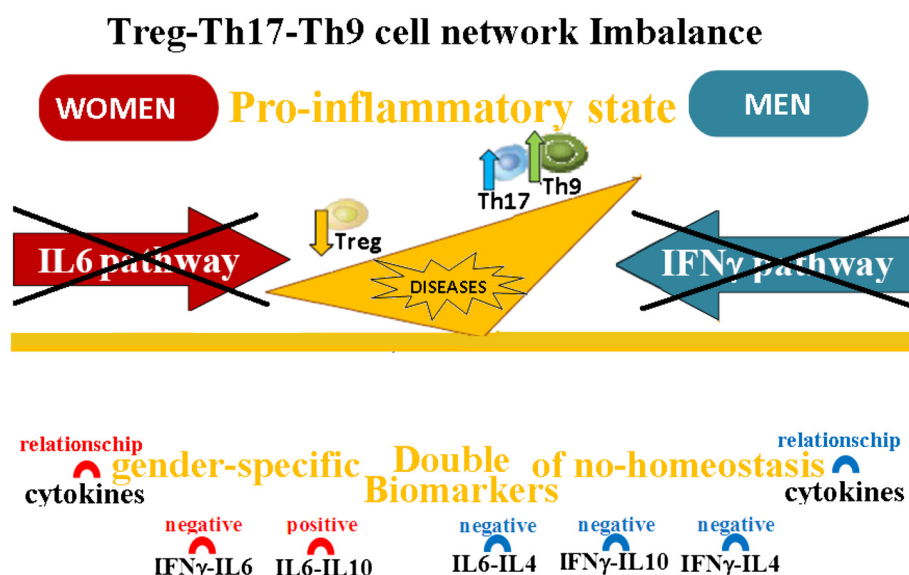 Treg-Th17-Th9 cell network Imbalance
WOMEN
Pro-inflammatory state
MEN
Th17
Th9
Treg
IL6 pathway
IFNγ pathway
DISEASES
relationschip
cytokines
gender-specific
Double
Biomarkers
of no-homeostasis
relationschip
cytokines
negative
IFNγ-IL6
positive
IL6-IL10
negative
IL6-IL4
negative
IFNγ-IL10
negative
IFNγ-IL4